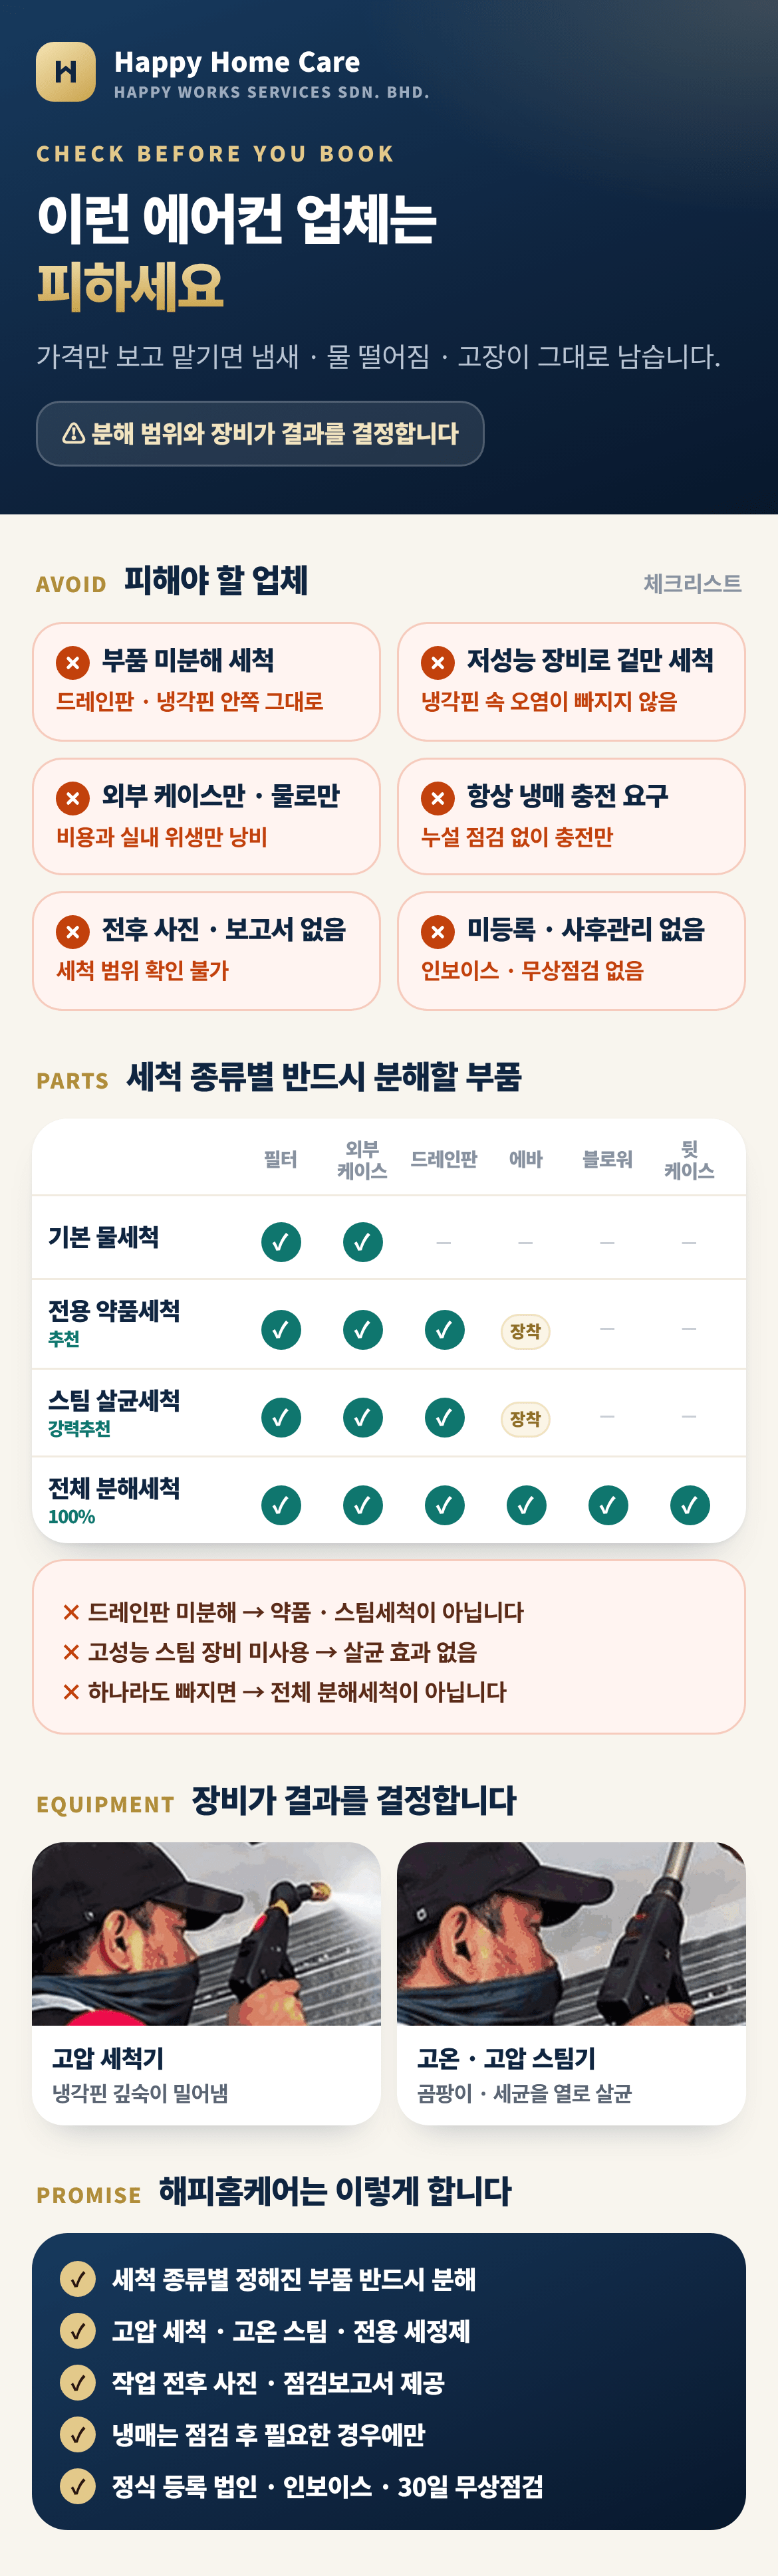 Happy Home Care
HAPPY WORKS SERVICES SDN. BHD.
CHECK BEFORE YOU BOOK
이런 에어컨 업체는
피하세요
가격만 보고 맡기면 냄새 · 물 떨어짐 · 고장이 그대로 남습니다.
⚠ 분해 범위와 장비가 결과를 결정합니다
AVOID 피해야 할 업체 체크리스트
✕ 부품 미분해 세척
드레인판 · 냉각핀 안쪽 그대로
✕ 저성능 장비로 겉만 세척
냉각핀 속 오염이 빠지지 않음
✕ 외부 케이스만 · 물로만
비용과 실내 위생만 낭비
✕ 항상 냉매 충전 요구
누설 점검 없이 충전만
✕ 전후 사진 · 보고서 없음
세척 범위 확인 불가
✕ 미등록 · 사후관리 없음
인보이스 · 무상점검 없음
PARTS 세척 종류별 반드시 분해할 부품
필터 외부 케이스 드레인판 에바 블로워 뒷 케이스
기본 물세척 ✓ ✓ – – – –
전용 약품세척 ✓ ✓ ✓ 장착 – –
추천
스팀 살균세척 ✓ ✓ ✓ 장착 – –
강력추천
전체 분해세척 ✓ ✓ ✓ ✓ ✓ ✓
100%
✕ 드레인판 미분해 → 약품 · 스팀세척이 아닙니다
✕ 고성능 스팀 장비 미사용 → 살균 효과 없음
✕ 하나라도 빠지면 → 전체 분해세척이 아닙니다
EQUIPMENT 장비가 결과를 결정합니다
고압 세척기
냉각핀 깊숙이 밀어냄
고온 · 고압 스팀기
곰팡이 · 세균을 열로 살균
PROMISE 해피홈케어는 이렇게 합니다
✓ 세척 종류별 정해진 부품 반드시 분해
✓ 고압 세척 · 고온 스팀 · 전용 세정제
✓ 작업 전후 사진 · 점검보고서 제공
✓ 냉매는 점검 후 필요한 경우에만
✓ 정식 등록 법인 · 인보이스 · 30일 무상점검